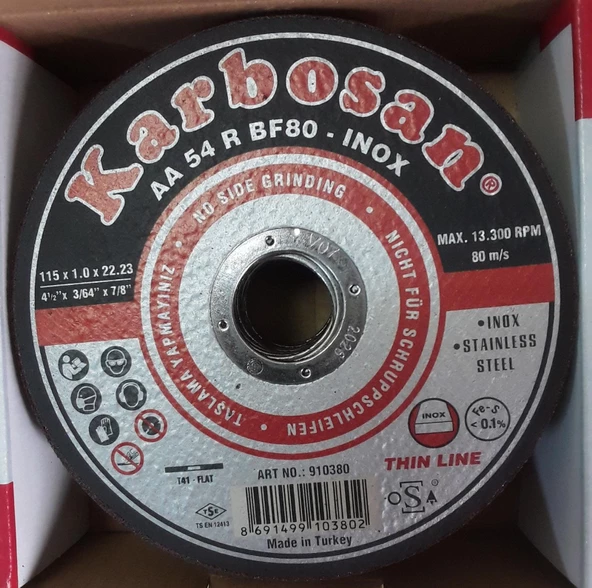 Karbosan®
AA 54 R BF80 - INOX
NO SIDE GRINDING • NICHT FÜR SCHRUPPSCHLEIFEN • TAŞLAMA YAPMAYINIZ •
MAX. 13.300 RPM
80 m/s
115 x 1.0 x 22.23
4½"x 3/64" x 7/8"
2026
• INOX
• STAINLESS
STEEL
INOX
Fe-S
< 0.1%
THIN LINE
T41 - FLAT
ART NO.: 910380
TSE
TS EN 12413
8 691499 103802
Made in Turkey